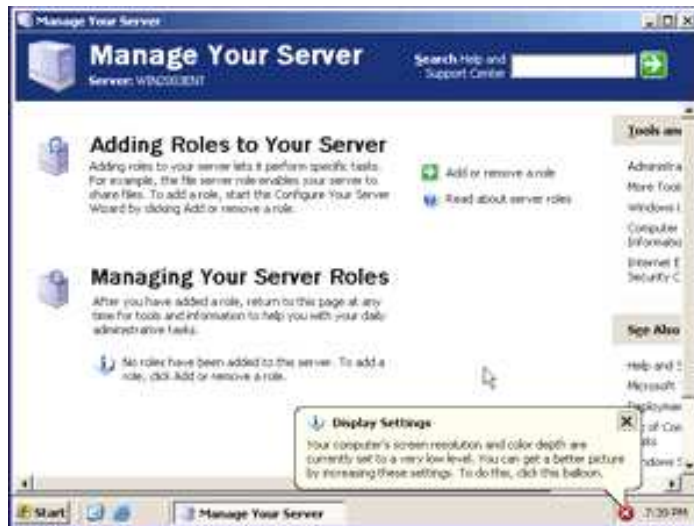 Manage Your Server
Manage Your Server
Server: WIN2003ENT
Search Help and
Support Center
Adding Roles to Your Server
Adding roles to your server lets it perform specific tasks.
For example, the file server role enables your server to
share files. To add a role, start the Configure Your Server
Wizard by clicking Add or remove a role.
Add or remove a role
Read about server roles
Managing Your Server Roles
After you have added a role, return to this page at any
time for tools and information to help you with your daily
administrative tasks.
No roles have been added to this server. To add a
role, click Add or remove a role.
Tools an
Administra
More Tool
Windows
Computer
Informatio
Internet E
Security C
See Also
Help and S
Microsoft
Deploymen
of Con
Windows S
Display Settings
Your computer's screen resolution and color depth are
currently set to a very low level. You can get a better picture
by increasing these settings. To do this, click this balloon.
Start
Manage Your Server
7:39 PM